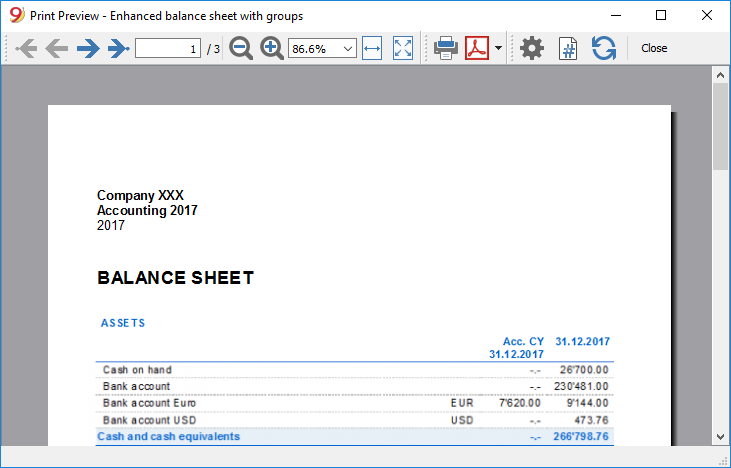 Print Preview - Enhanced balance sheet with groups
1 / 3 86.6% Close
Company XXX
Accounting 2017
2017
BALANCE SHEET
ASSETS
Acc. CY 31.12.2017
31.12.2017
Cash on hand -.- 26'700.00
Bank account -.- 230'481.00
Bank account Euro EUR 7'620.00 9'144.00
Bank account USD USD -.- 473.76
Cash and cash equivalents -.- 266'798.76